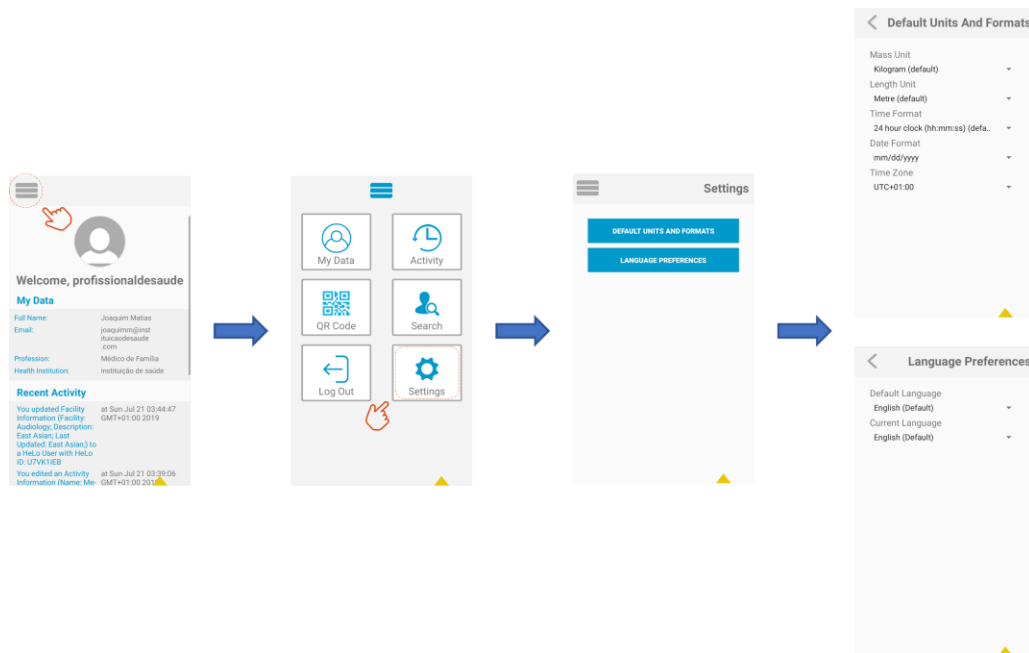 Welcome, profissionaldesaude
My Data
Full Name: Joaquim Matias
Email: joaquimm@inst
ituicaodesaude
.com
Profession: Médico de Família
Health Institution: instituição de saúde
Recent Activity
You updated Facility at Sun Jul 21 03:44:47
Information (Facility: GMT+01:00 2019
Audiology; Description:
East Asian; Last
Updated: East Asian;) to
a HeLo User with HeLo
ID: U7VK1IEB
You edited an Activity at Sun Jul 21 03:39:06
Information (Name: Me- GMT+01:00
My Data Activity
QR Code Search
Log Out Settings
Settings
DEFAULT UNITS AND FORMATS
LANGUAGE PREFERENCES
Default Units And Formats
Mass Unit
Kilogram (default)
Length Unit
Metre (default)
Time Format
24 hour clock (hh:mm:ss) (defa..
Date Format
mm/dd/yyyy
Time Zone
UTC+01:00
Language Preferences
Default Language
English (Default)
Current Language
English (Default)